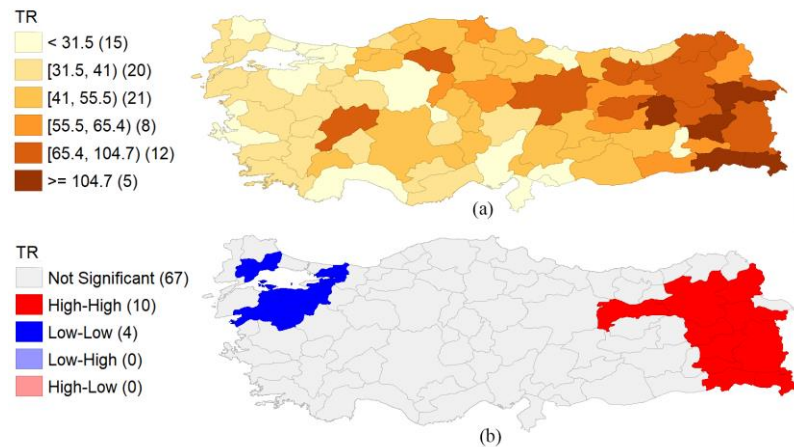 TR
< 31.5 (15)
[31.5, 41) (20)
[41, 55.5) (21)
[55.5, 65.4) (8)
[65.4, 104.7) (12)
>= 104.7 (5)
(a)
TR
Not Significant (67)
High-High (10)
Low-Low (4)
Low-High (0)
High-Low (0)
(b)